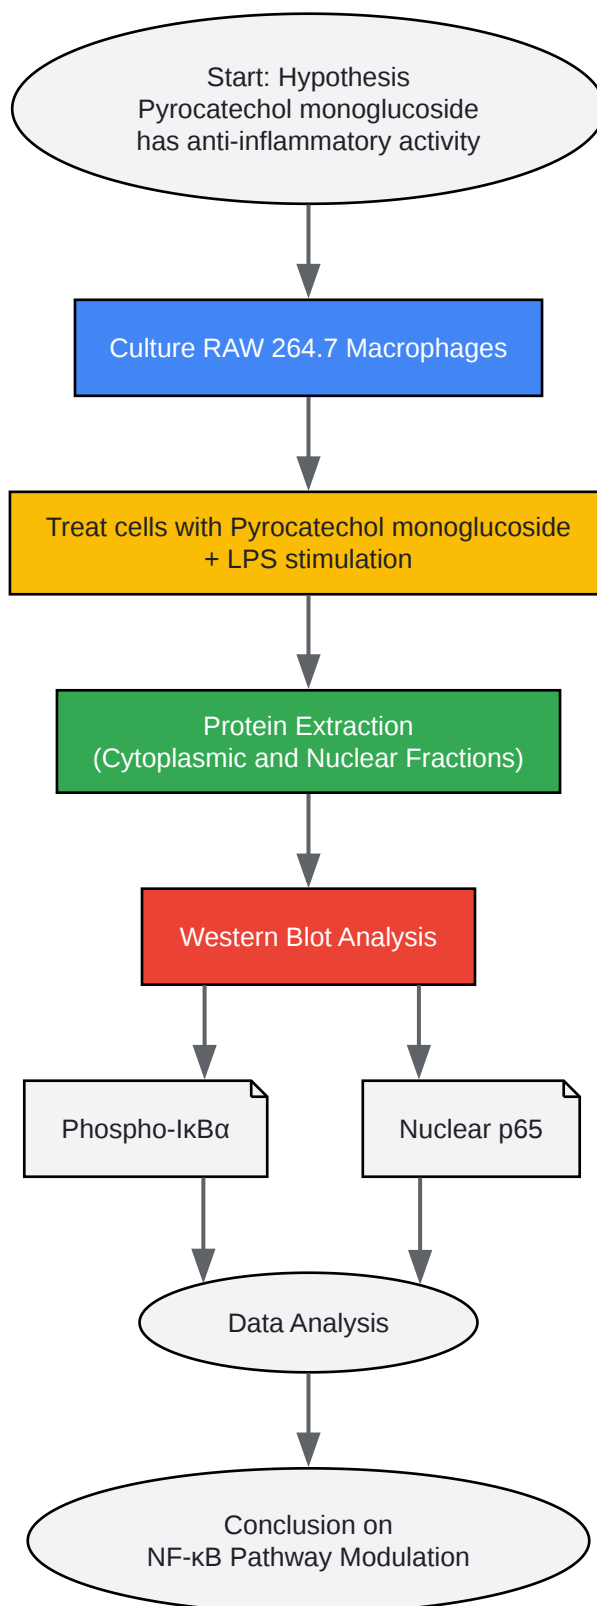 Start: Hypothesis
Pyrocatechol monoglucoside
has anti-inflammatory activity
Culture RAW 264.7 Macrophages
Treat cells with Pyrocatechol monoglucoside
+ LPS stimulation
Protein Extraction
(Cytoplasmic and Nuclear Fractions)
Western Blot Analysis
Phospho-IκBα
Nuclear p65
Data Analysis
Conclusion on
NF-κB Pathway Modulation